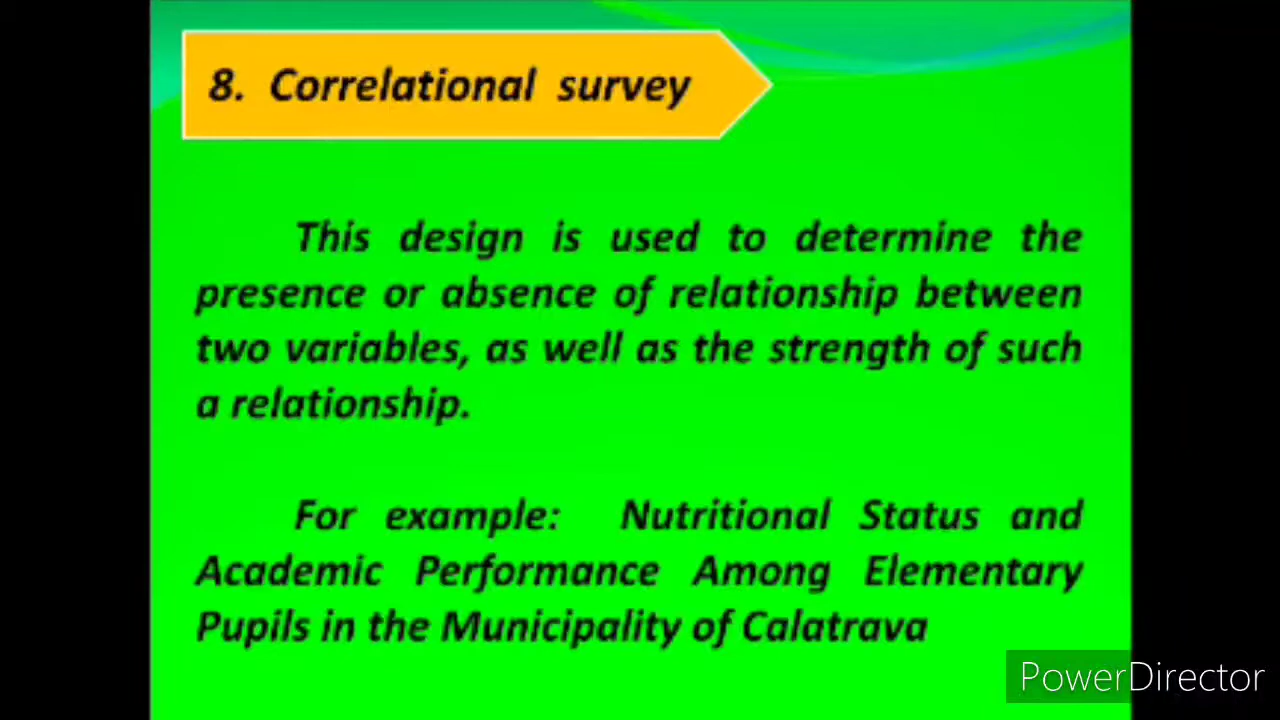 8. Correlational survey
This design is used to determine the
presence or absence of relationship between
two variables, as well as the strength of such
a relationship.
For example: Nutritional Status and
Academic Performance Among Elementary
Pupils in the Municipality of Calatrava
PowerDirector